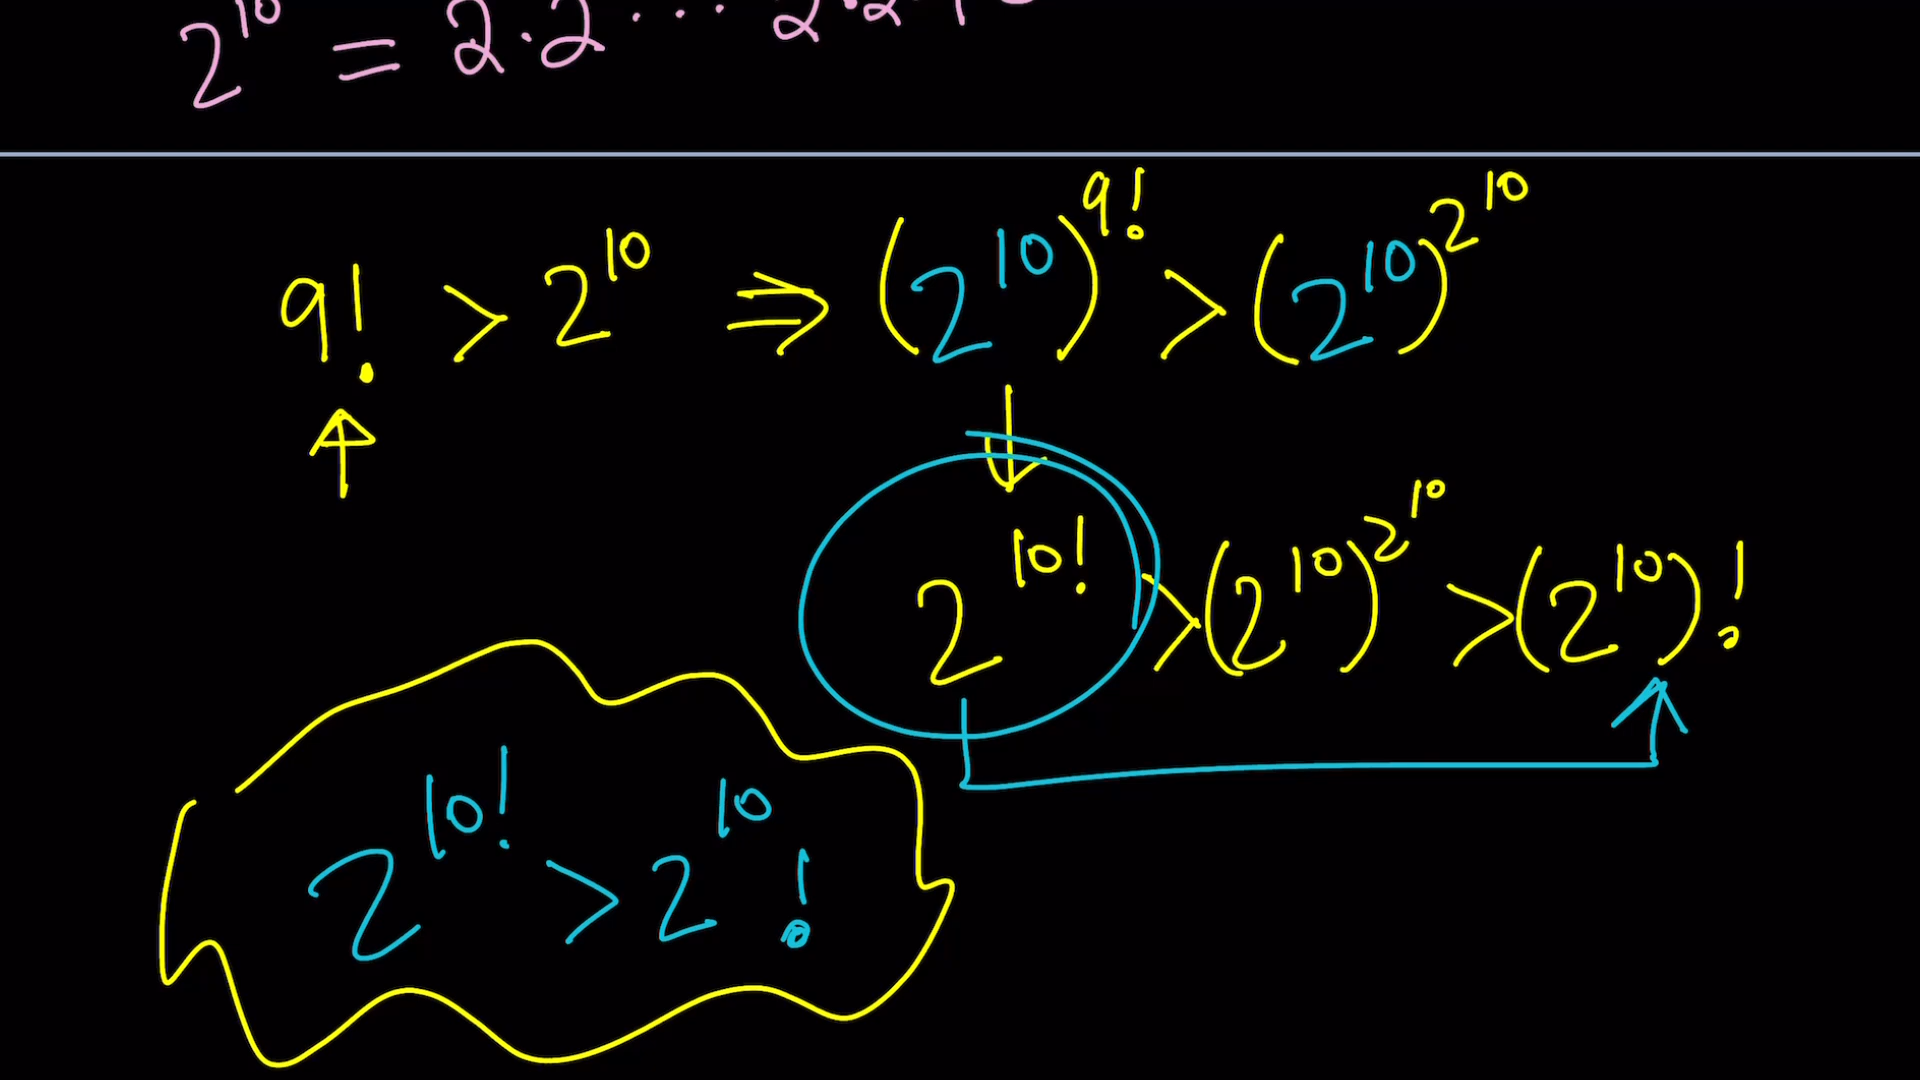 2^10 = 2·2··· 2·2
9! > 2^10 ⇒ (2^10)^9! > (2^10)^2^10
2^10! > (2^10)^2^10 > (2^10)!
2^10! > 2^10!